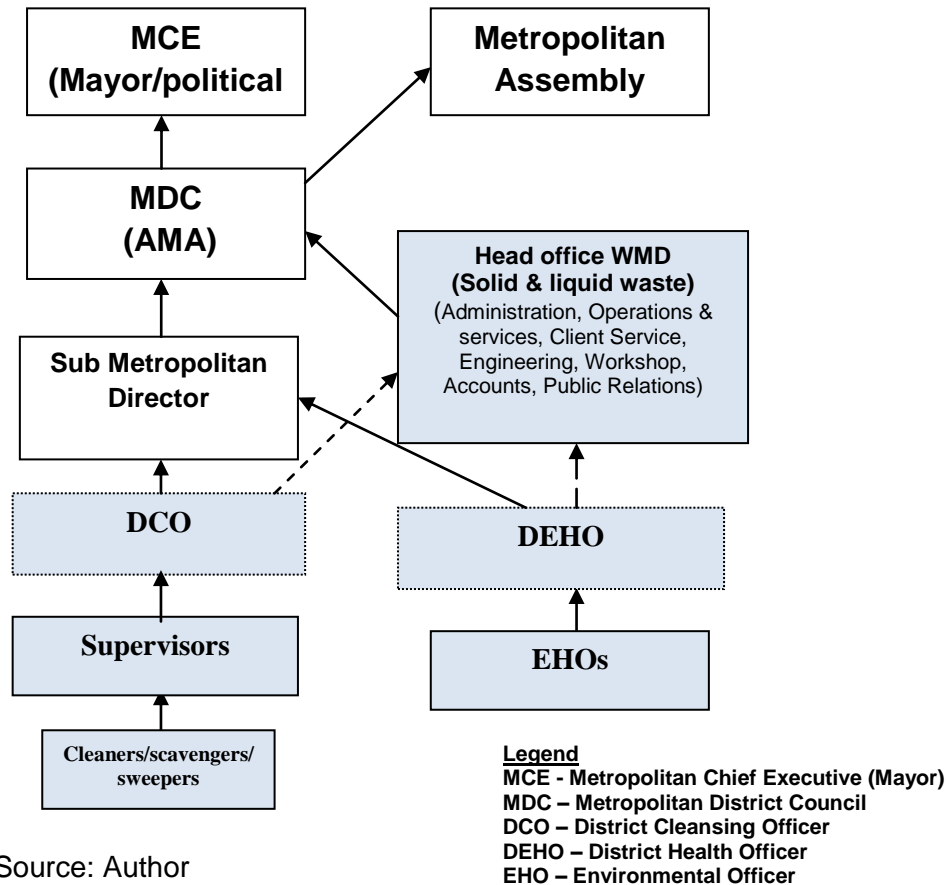 MCE
(Mayor/political
Metropolitan
Assembly
MDC
(AMA)
Head office WMD
(Solid & liquid waste)
(Administration, Operations &
services, Client Service,
Engineering, Workshop,
Accounts, Public Relations)
Sub Metropolitan
Director
DCO
DEHO
Supervisors
EHOs
Cleaners/scavengers/
sweepers
Legend
MCE - Metropolitan Chief Executive (Mayor)
MDC – Metropolitan District Council
DCO – District Cleansing Officer
DEHO – District Health Officer
EHO – Environmental Officer
Source: Author